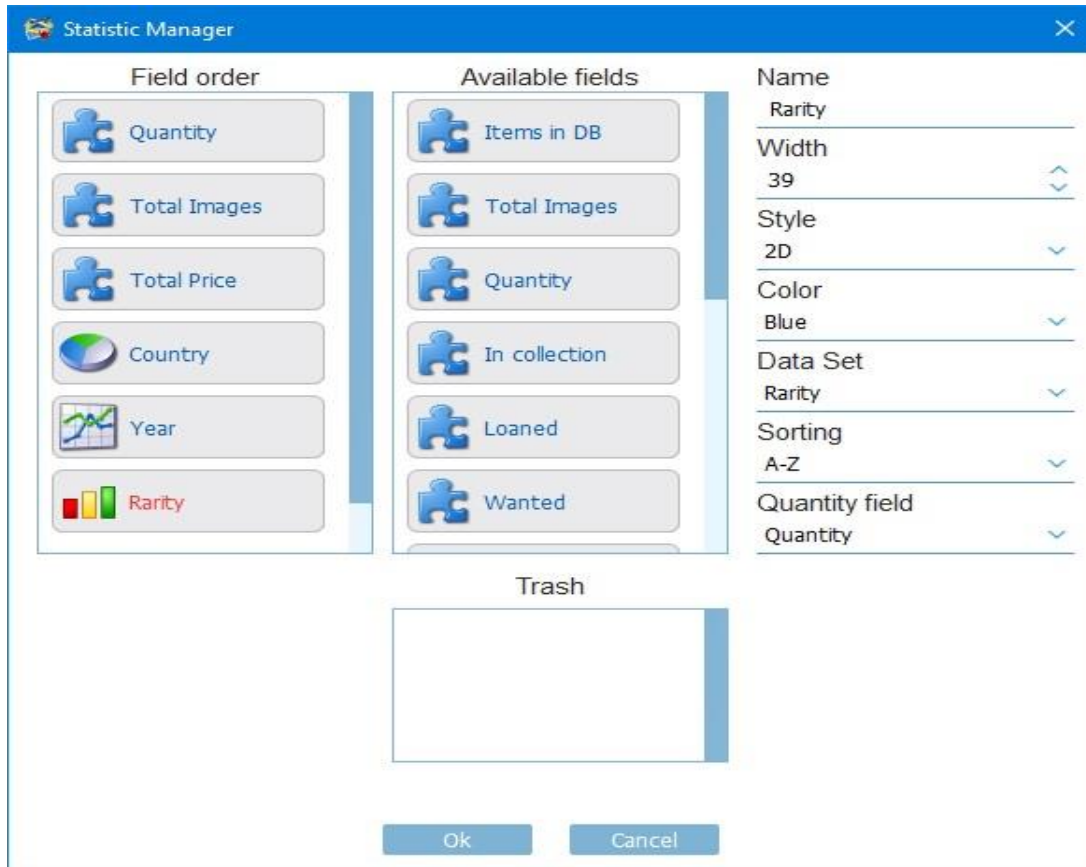 Statistic Manager
Field order
Quantity
Total Images
Total Price
Country
Year
Rarity
Available fields
Items in DB
Total Images
Quantity
In collection
Loaned
Wanted
Trash
Name
Rarity
Width
39
Style
2D
Color
Blue
Data Set
Rarity
Sorting
A-Z
Quantity field
Quantity
Ok
Cancel